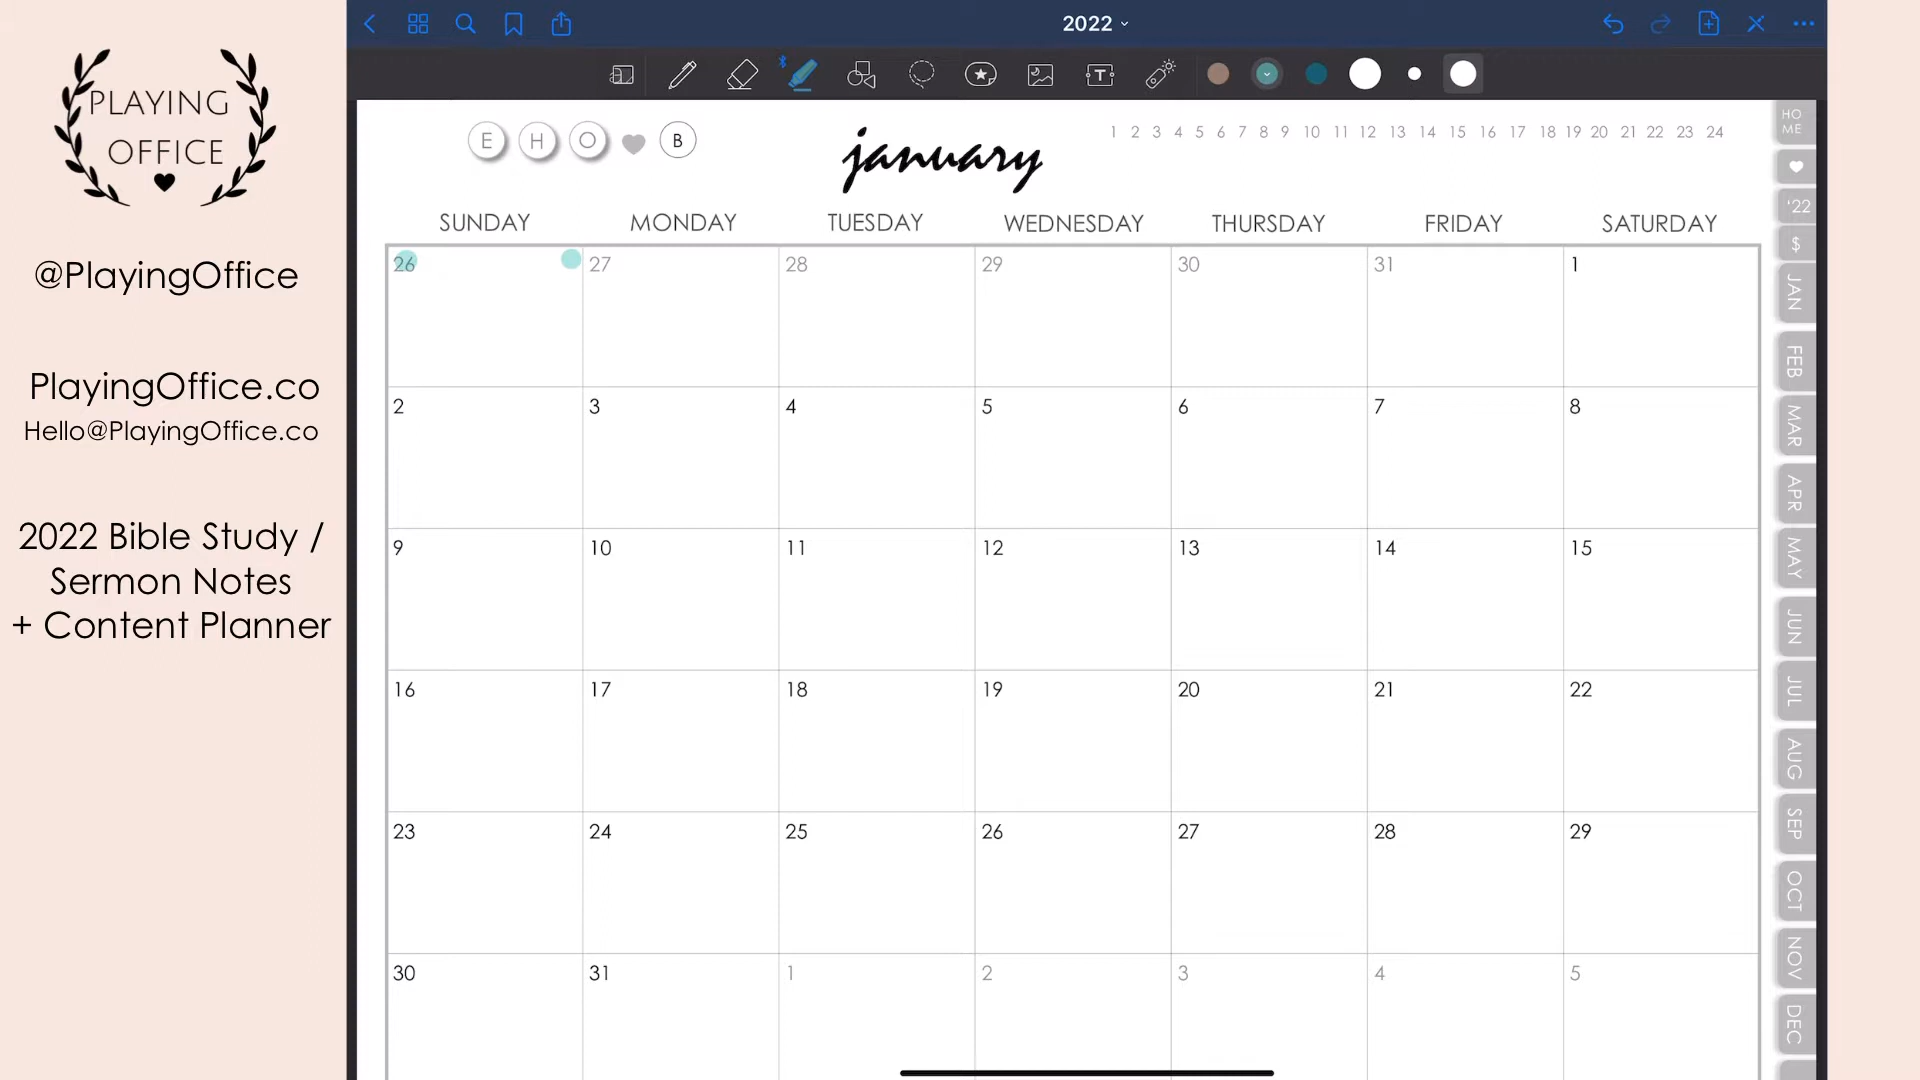 PLAYING
OFFICE
@PlayingOffice
PlayingOffice.co
Hello@PlayingOffice.co
2022 Bible Study /
Sermon Notes
+ Content Planner
2022
T
E H O B
january
1 2 3 4 5 6 7 8 9 10 11 12 13 14 15 16 17 18 19 20 21 22 23 24
SUNDAY MONDAY TUESDAY WEDNESDAY THURSDAY FRIDAY SATURDAY
26 27 28 29 30 31 1
2 3 4 5 6 7 8
9 10 11 12 13 14 15
16 17 18 19 20 21 22
23 24 25 26 27 28 29
30 31 1 2 3 4 5
HO
ME
'22
$
JAN
FEB
MAR
APR
MAY
JUN
JUL
AUG
SEP
OCT
NOV
DEC